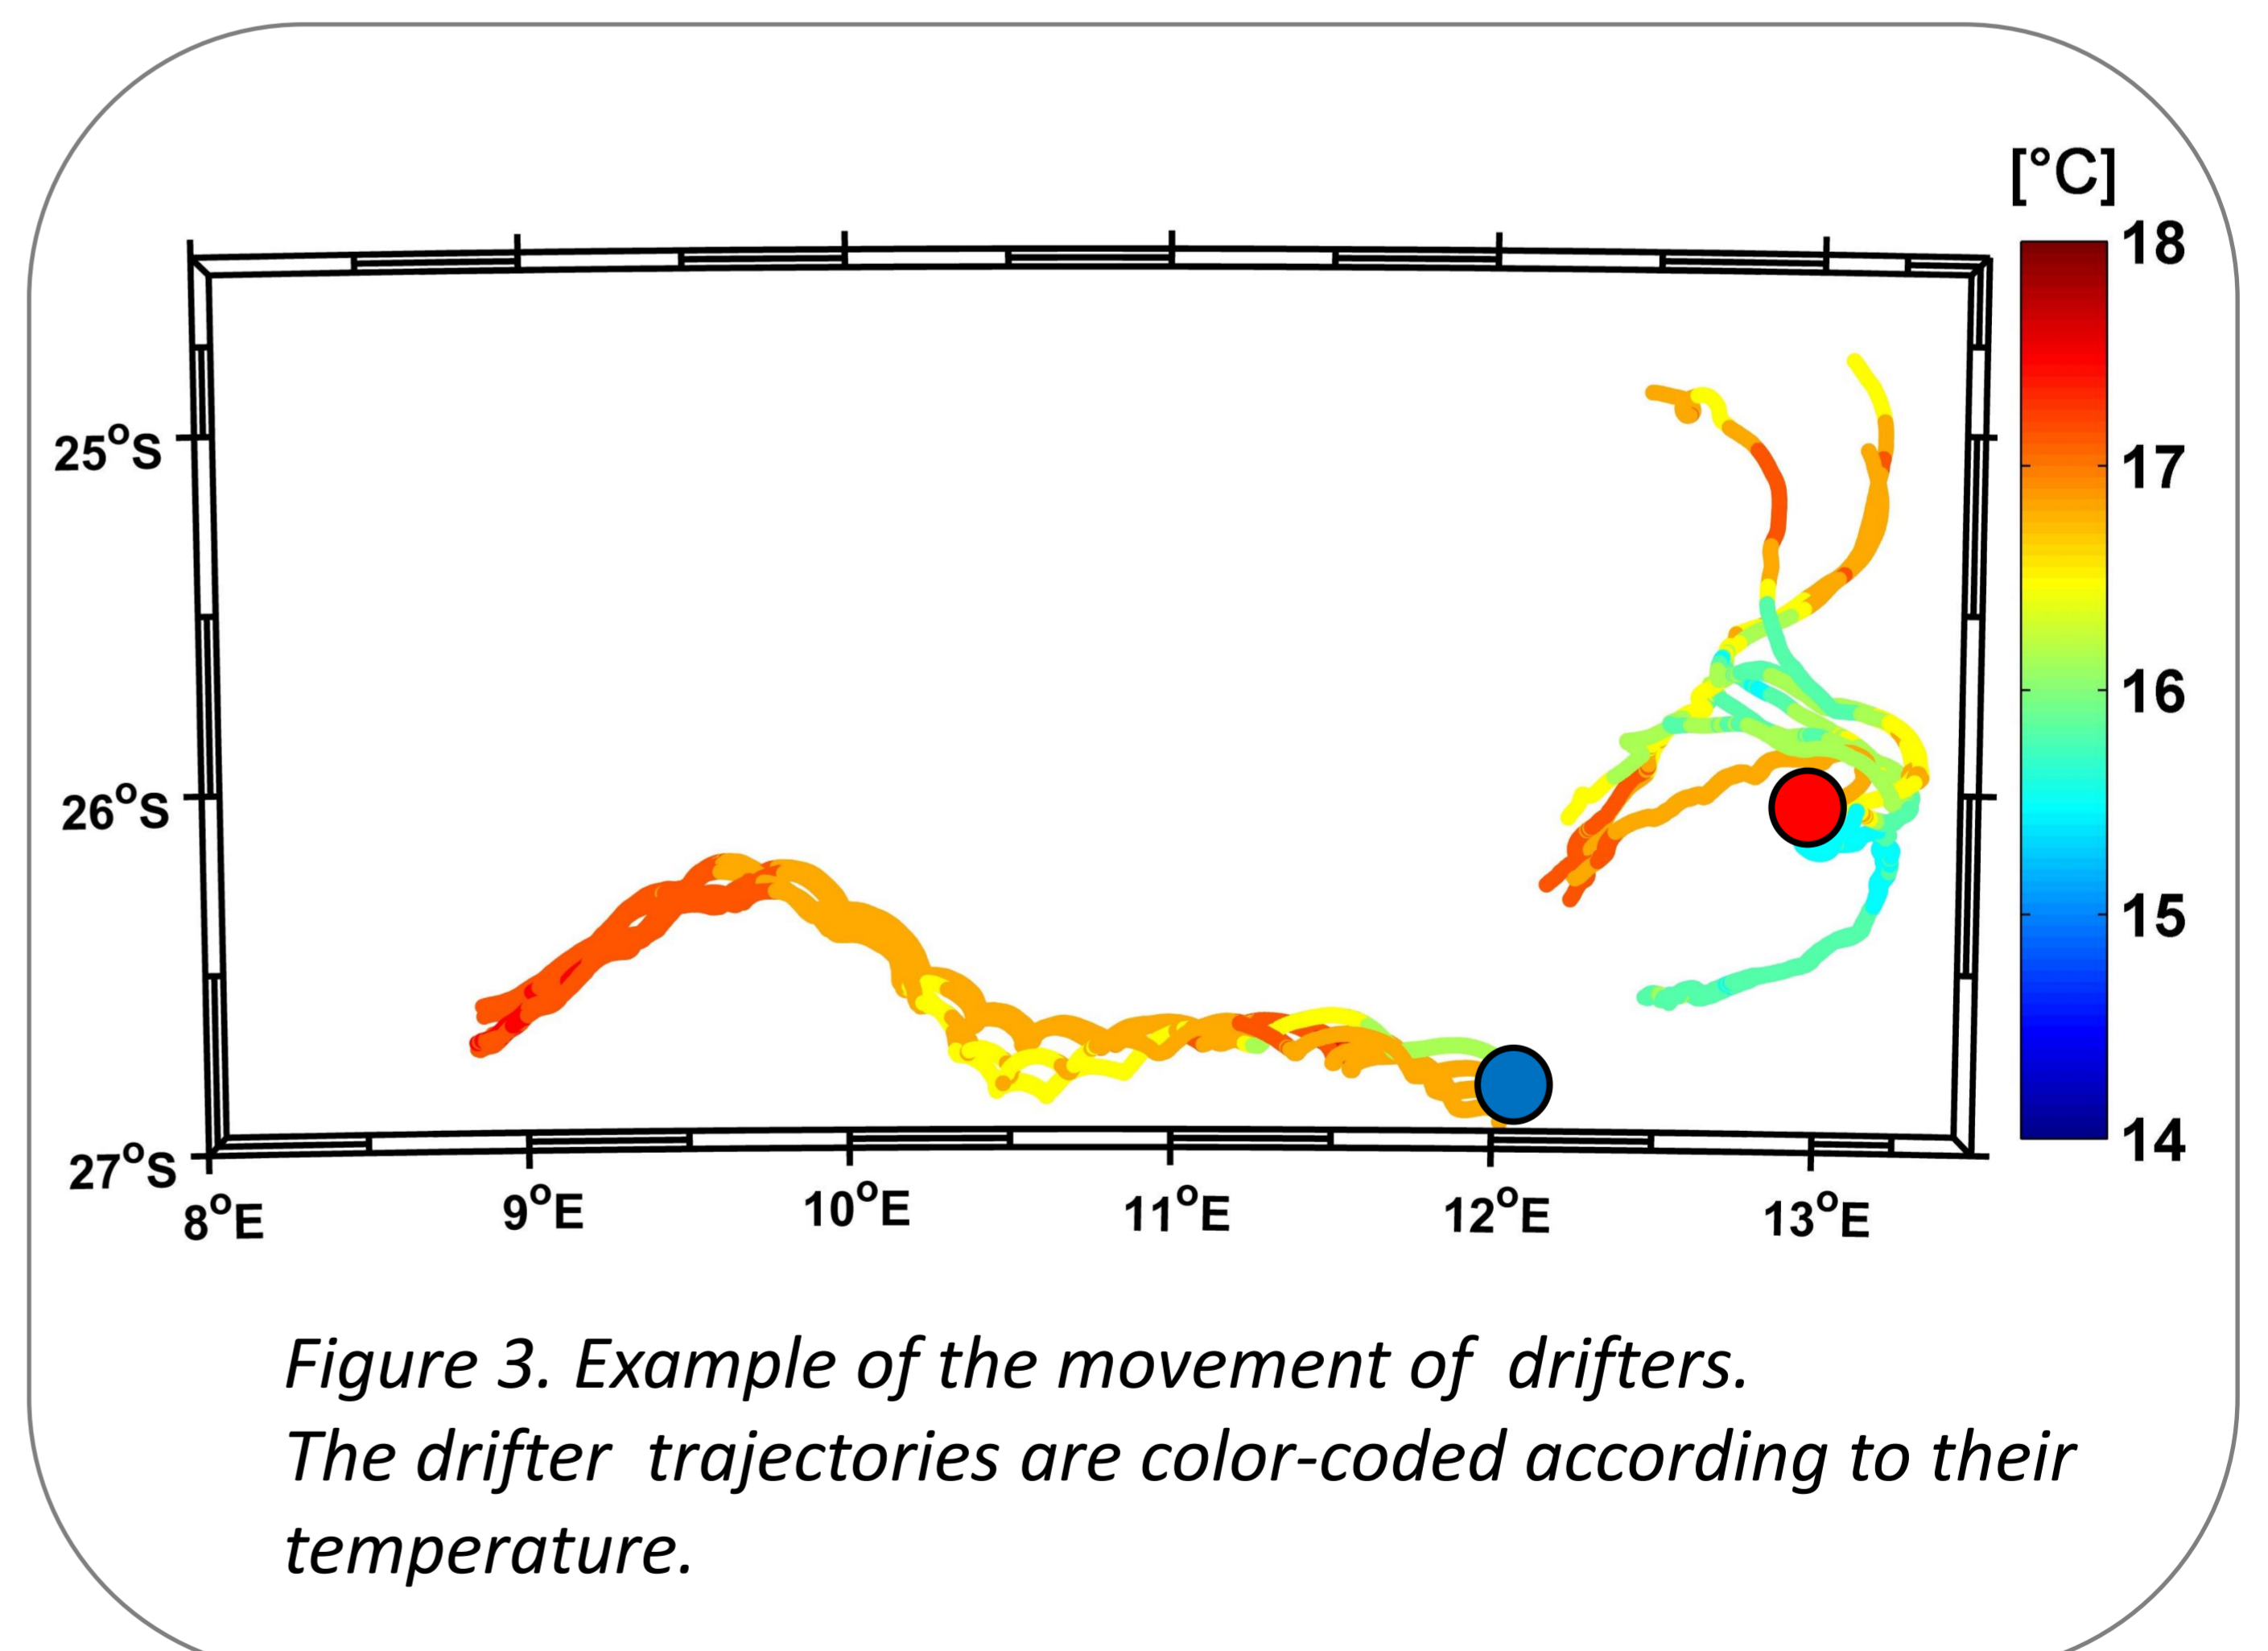 [°C]
18
17
16
15
14
25°S
26°S
27°S
8°E
9°E
10°E
11°E
12°E
13°E
Figure 3. Example of the movement of drifters.
The drifter trajectories are color-coded according to their
temperature.